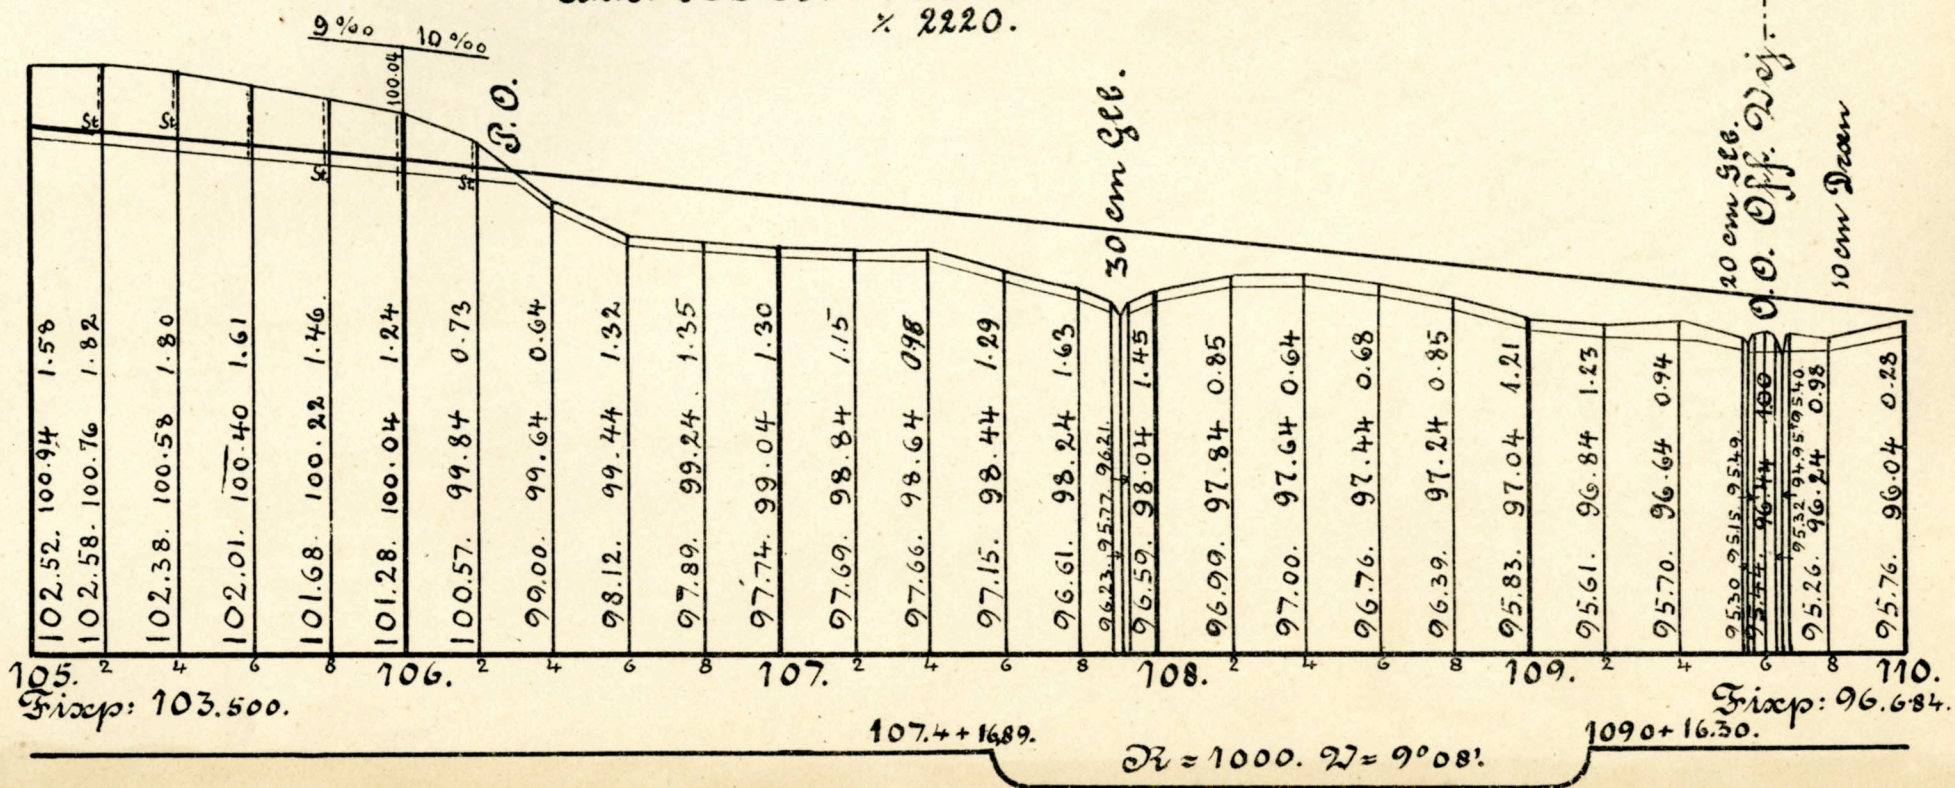 % 2220.
9 ‰ 10 ‰
100.04
St St St St
P. O.
30 cm Glb.
20 cm Glb.
O.O. Off. Vej.
10 cm Dræn
102.52. 100.94 1.58
102.58. 100.76 1.82
102.38. 100.58 1.80
102.01. 100.40 1.61
101.68. 100.22 1.46.
101.28. 100.04 1.24
100.57. 99.84 0.73
99.00. 99.64 0.64
98.12. 99.44 1.32
97.89. 99.24. 1.35
97.74. 99.04 1.30
97.69. 98.84 1.15
97.66. 98.64 0.98
97.15. 98.44 1.29
96.61. 98.24 1.63
96.23. 95.77. 96.21.
96.59. 98.04 1.45
96.99. 97.84 0.85
97.00. 97.64 0.64
96.76. 97.44 0.68
96.39. 97.24 0.85
95.83. 97.04 1.21
95.61. 96.84 1.23
95.70. 96.64 0.94
95.30 95.15. 95.49.
95.44. 96.44 1.00
95.32 94.95 95.40.
95.26. 96.24 0.98
95.76. 96.04 0.28
105. 2 4 6 8 106. 2 4 6 8 107. 2 4 6 8 108. 2 4 6 8 109. 2 4 6 8 110.
Fixp: 103.500. Fixp: 96.684.
107.4 + 16.89. 109.0 + 16.30.
R = 1000. V = 9° 08'.